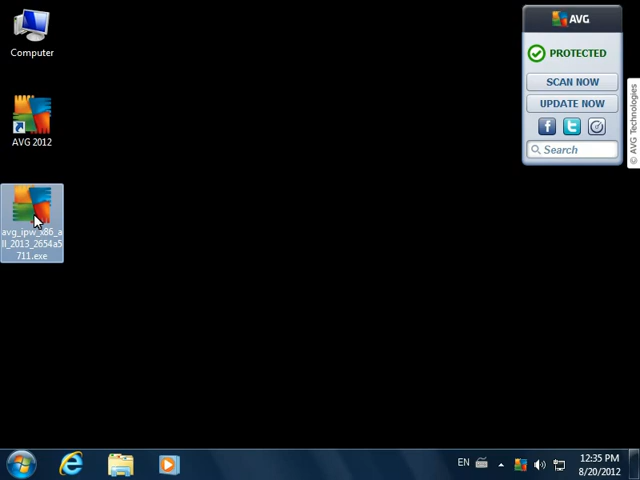 Computer
AVG 2012
avg_ipw_x86_a
ll_2013_2654a5
711.exe
AVG
PROTECTED
SCAN NOW
UPDATE NOW
f t
Search
© AVG Technologies
EN
12:35 PM
8/20/2012